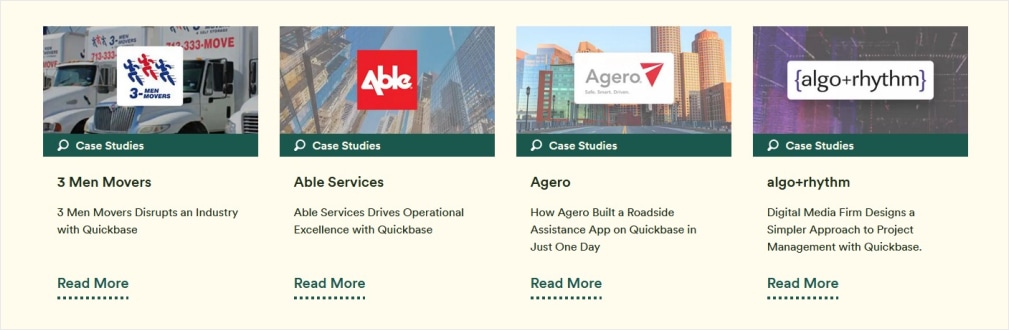 713-333-MOVE
333-MOVE
3-MEN
MOVERS
Case Studies
3 Men Movers
3 Men Movers Disrupts an Industry
with Quickbase
Read More
Able
Case Studies
Able Services
Able Services Drives Operational
Excellence with Quickbase
Read More
Agero
Safe. Smart. Driven.
Case Studies
Agero
How Agero Built a Roadside
Assistance App on Quickbase in
Just One Day
Read More
{algo+rhythm}
Case Studies
algo+rhythm
Digital Media Firm Designs a
Simpler Approach to Project
Management with Quickbase.
Read More